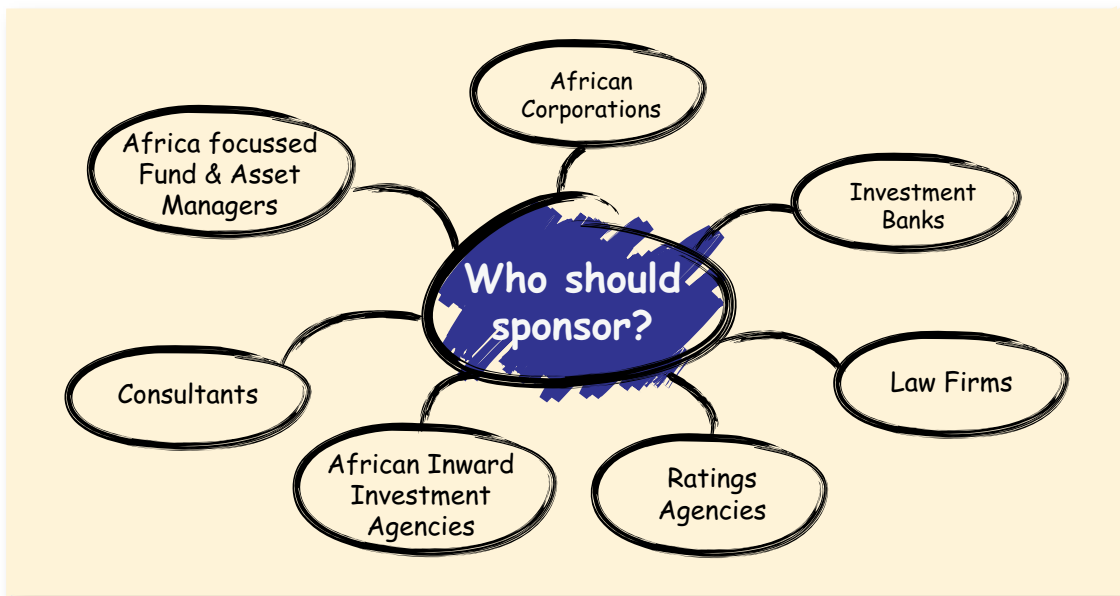 African
Corporations
Africa focussed
Fund & Asset
Managers
Investment
Banks
Who should
sponsor?
Consultants
Law Firms
African Inward
Investment
Agencies
Ratings
Agencies